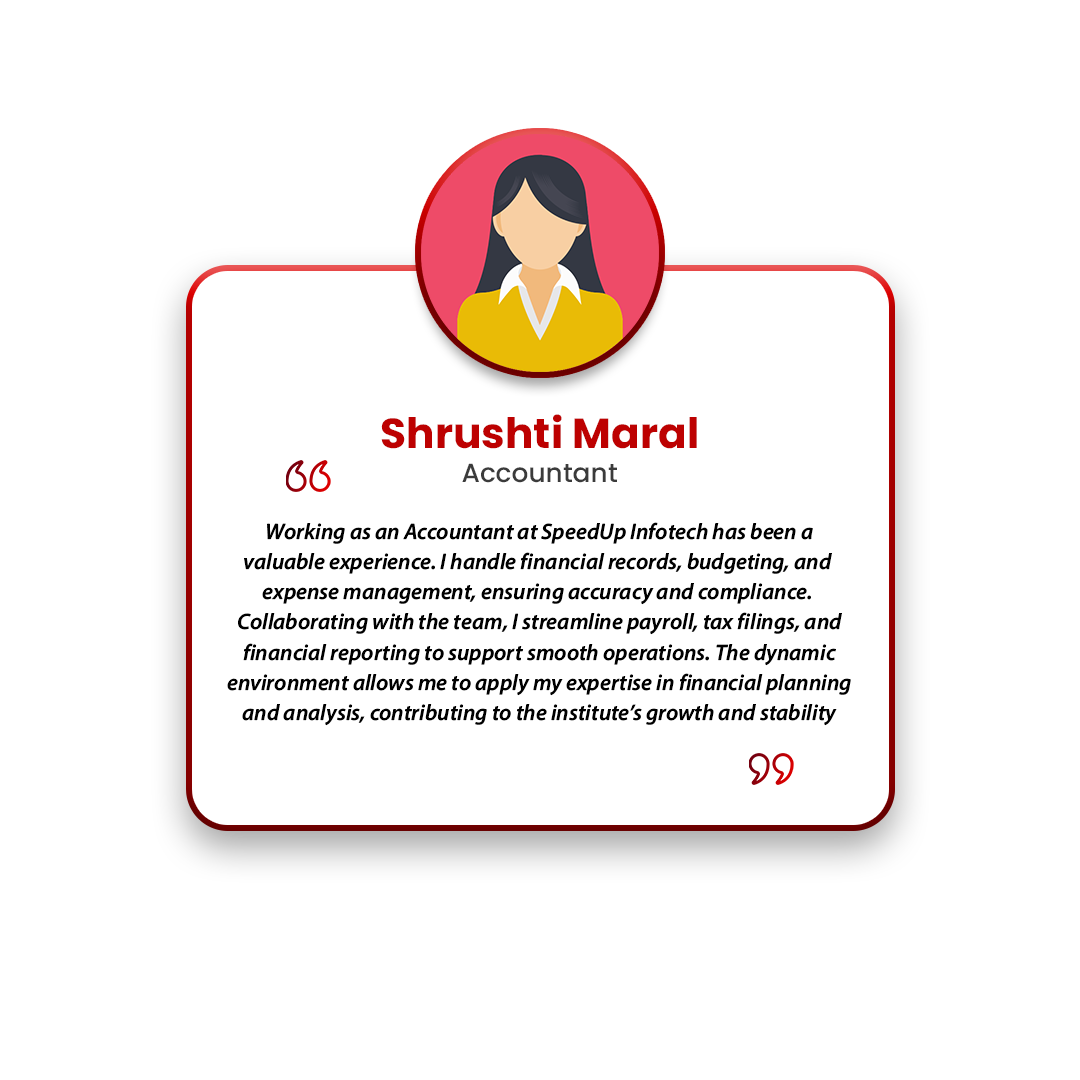 Shrushti Maral
Accountant
Working as an Accountant at SpeedUp Infotech has been a
valuable experience. I handle financial records, budgeting, and
expense management, ensuring accuracy and compliance.
Collaborating with the team, I streamline payroll, tax filings, and
financial reporting to support smooth operations. The dynamic
environment allows me to apply my expertise in financial planning
and analysis, contributing to the institute’s growth and stability